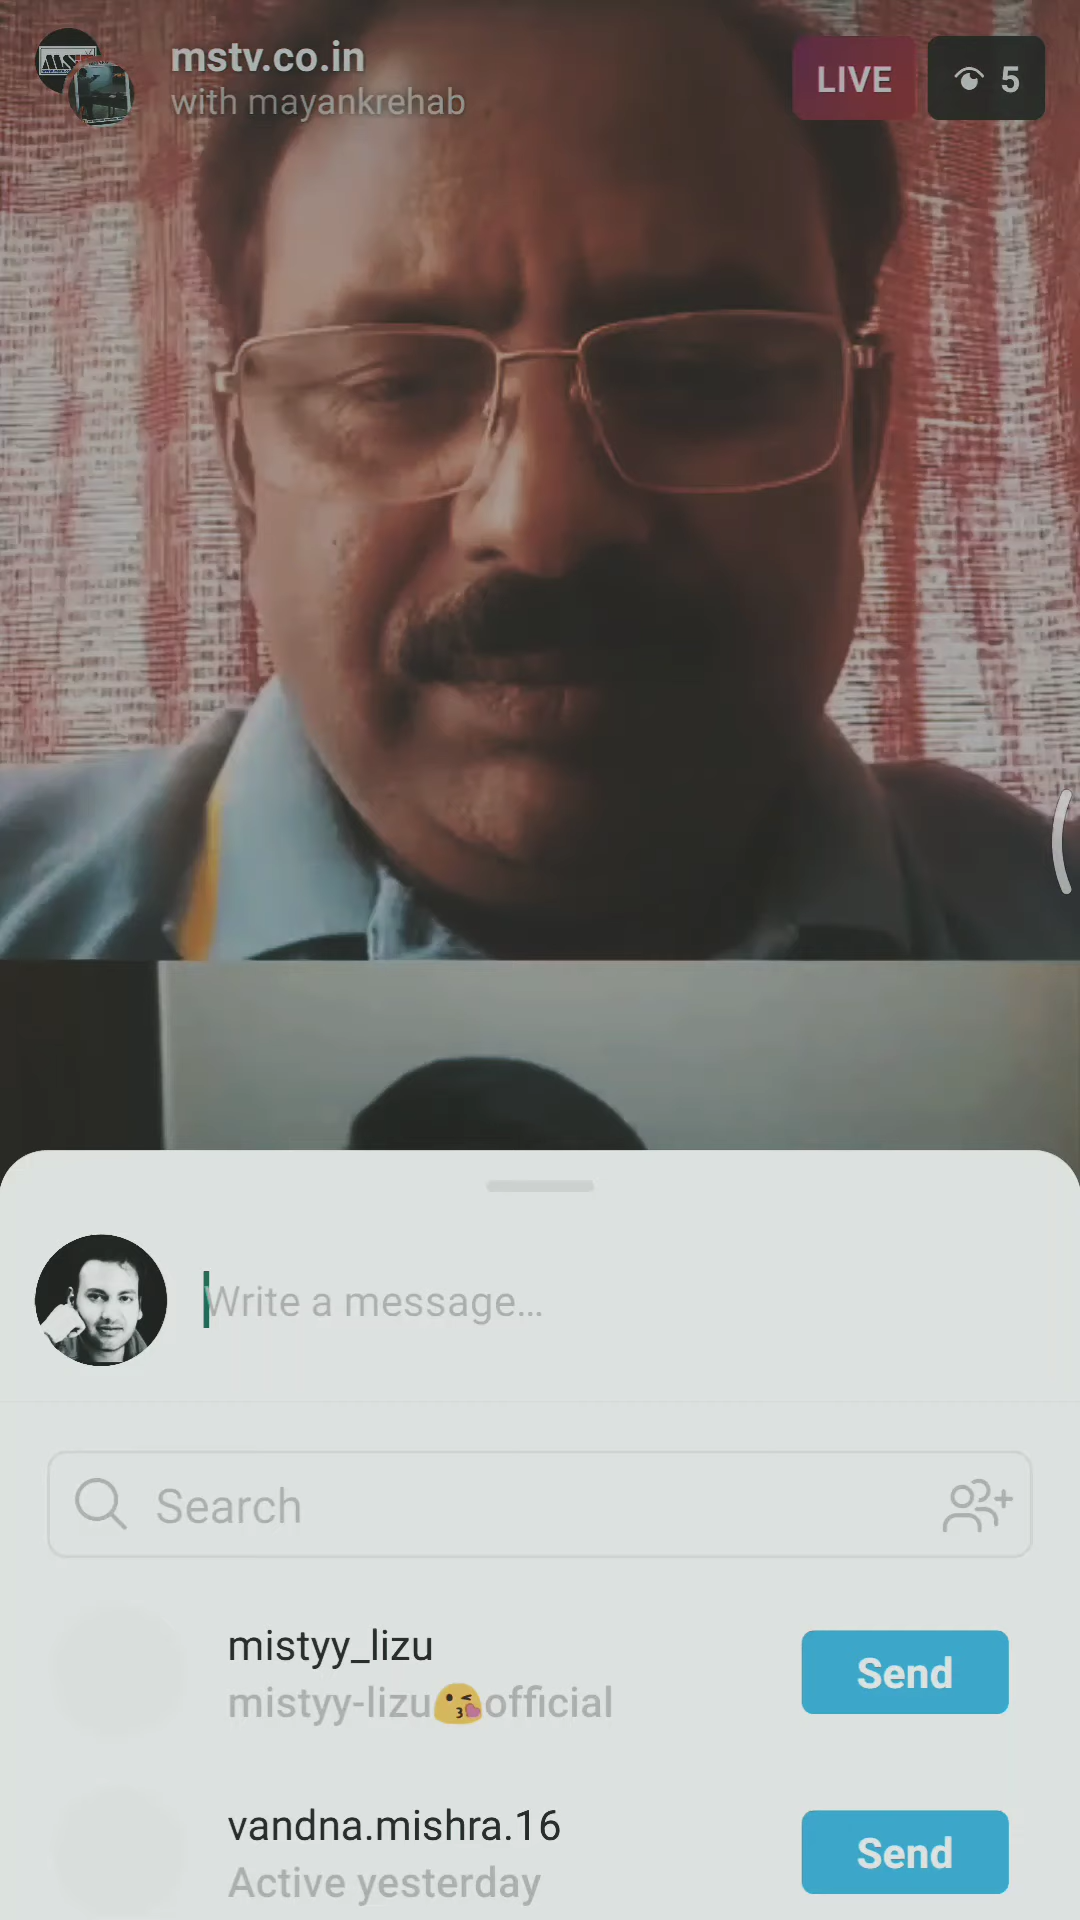 mstv.co.in
with mayankrehab
LIVE
5
Write a message...
Search
mistyy_lizu
mistyy-lizu😘official
Send
vandna.mishra.16
Active yesterday
Send